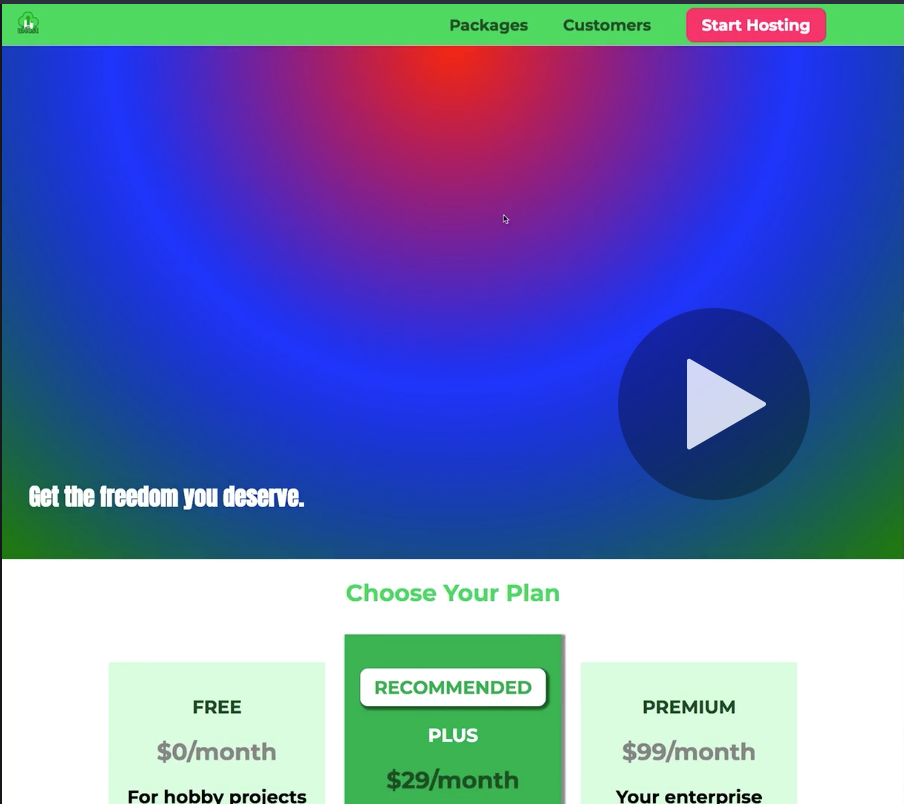 Packages Customers Start Hosting
Get the freedom you deserve.
Choose Your Plan
RECOMMENDED
FREE
PLUS
PREMIUM
$0/month
$29/month
$99/month
For hobby projects
Your enterprise